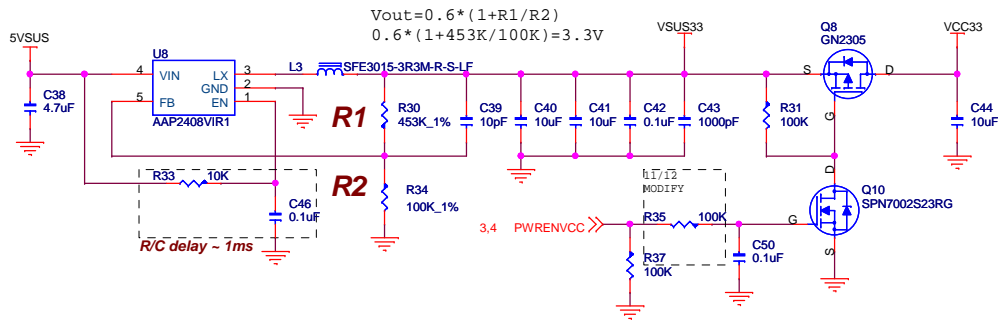 Vout=0.6*(1+R1/R2)
0.6*(1+453K/100K)=3.3V
5VSUS
VSUS33
Q8
GN2305
VCC33
U8
4
VIN
LX
3
L3
SFE3015-3R3M-R-S-LF
S
D
G
GND
2
5
FB
EN
1
AAP2408VIR1
C38
4.7uF
R1
R30
453K_1%
C39
10pF
C40
10uF
C41
10uF
C42
0.1uF
C43
1000pF
R31
100K
C44
10uF
R33
10K
R2
R34
100K_1%
11/12
MODIFY
D
Q10
SPN7002S23RG
C46
0.1uF
R/C delay ~ 1ms
3,4
PWRENVCC
R35
100K
G
S
R37
100K
C50
0.1uF